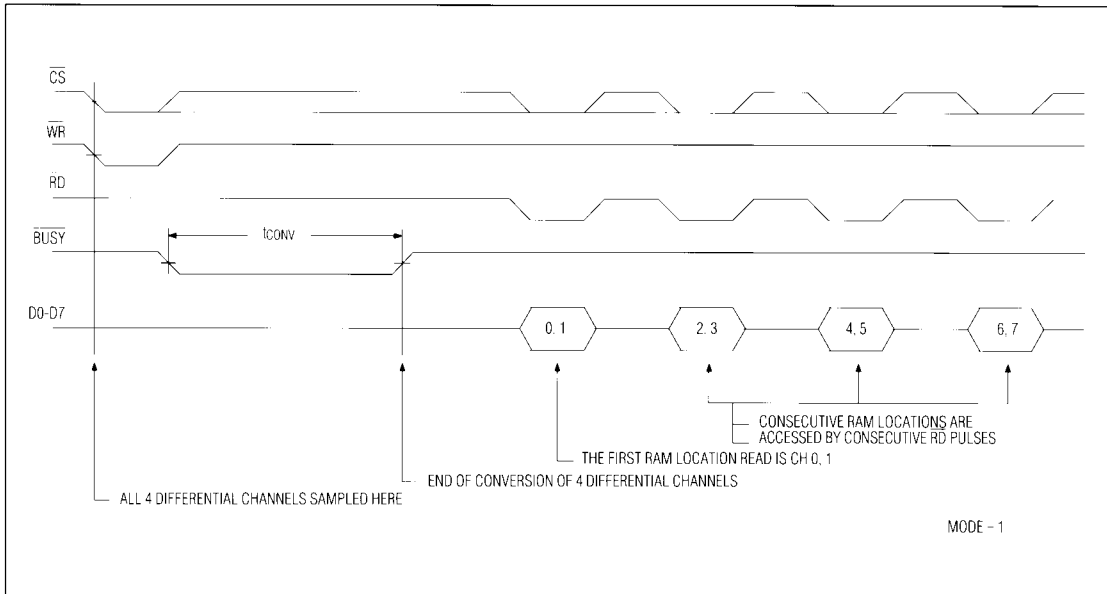 CS
WR
RD
BUSY
tCONV
D0-D7
0, 1
2, 3
4, 5
6, 7
CONSECUTIVE RAM LOCATIONS ARE
ACCESSED BY CONSECUTIVE RD PULSES
THE FIRST RAM LOCATION READ IS CH 0, 1
END OF CONVERSION OF 4 DIFFERENTIAL CHANNELS
ALL 4 DIFFERENTIAL CHANNELS SAMPLED HERE
MODE – 1